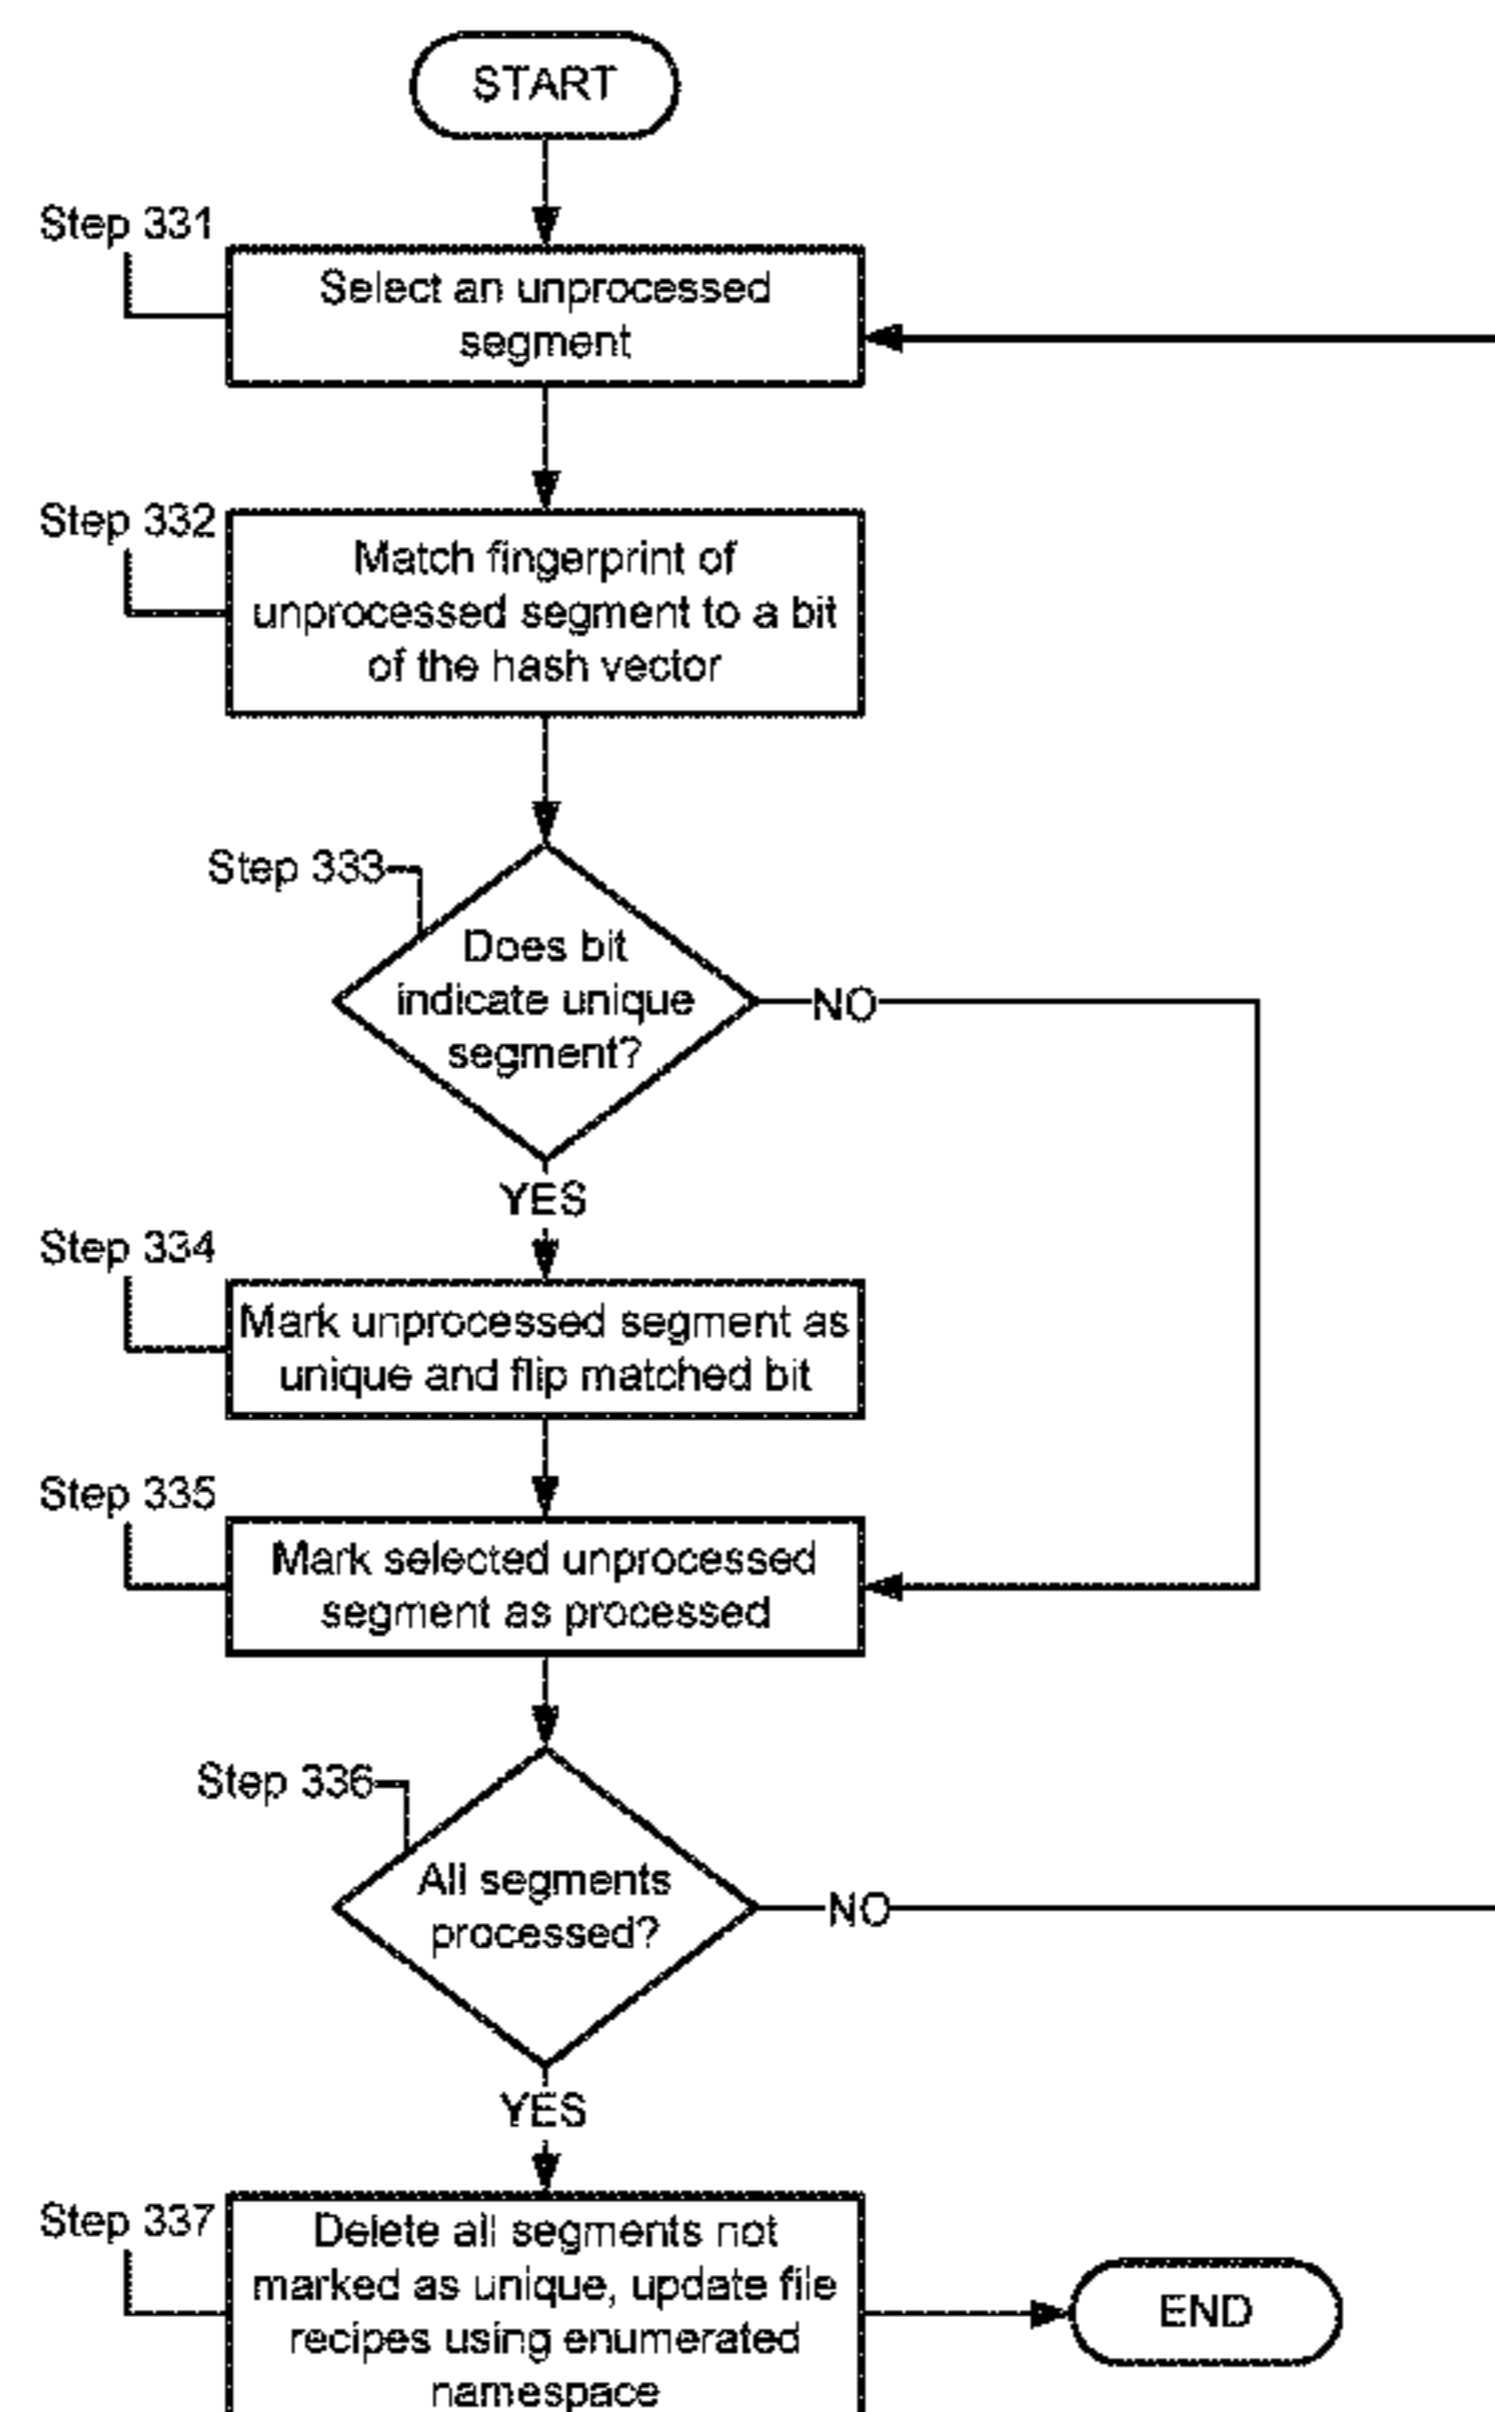 START
Step 331
Select an unprocessed
segment
Step 332
Match fingerprint of
unprocessed segment to a bit
of the hash vector
Step 333
Does bit
indicate unique
segment?
NO
YES
Step 334
Mark unprocessed segment as
unique and flip matched bit
Step 335
Mark selected unprocessed
segment as processed
Step 336
All segments
processed?
NO
YES
Step 337
Delete all segments not
marked as unique, update file
recipes using enumerated
namespace
END